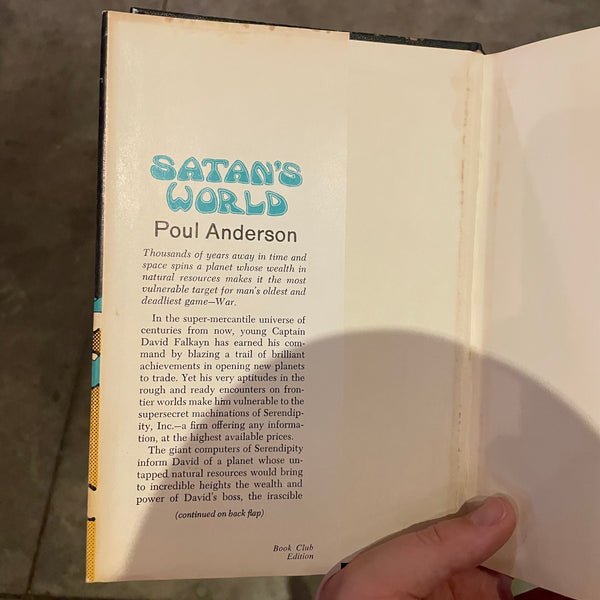 SATAN'S
WORLD
Poul Anderson
Thousands of years away in time and
space spins a planet whose wealth in
natural resources makes it the most
vulnerable target for man's oldest and
deadliest game—War.
In the super-mercantile universe of
centuries from now, young Captain
David Falkayn has earned his com-
mand by blazing a trail of brilliant
achievements in opening new planets
to trade. Yet his very aptitudes in the
rough and ready encounters on fron-
tier worlds make him vulnerable to the
supersecret machinations of Serendip-
ity, Inc.—a firm offering any informa-
tion, at the highest available prices.
The giant computers of Serendipity
inform David of a planet whose un-
tapped natural resources would bring
to incredible heights the wealth and
power of David's boss, the irascible
(continued on back flap)
Book Club
Edition